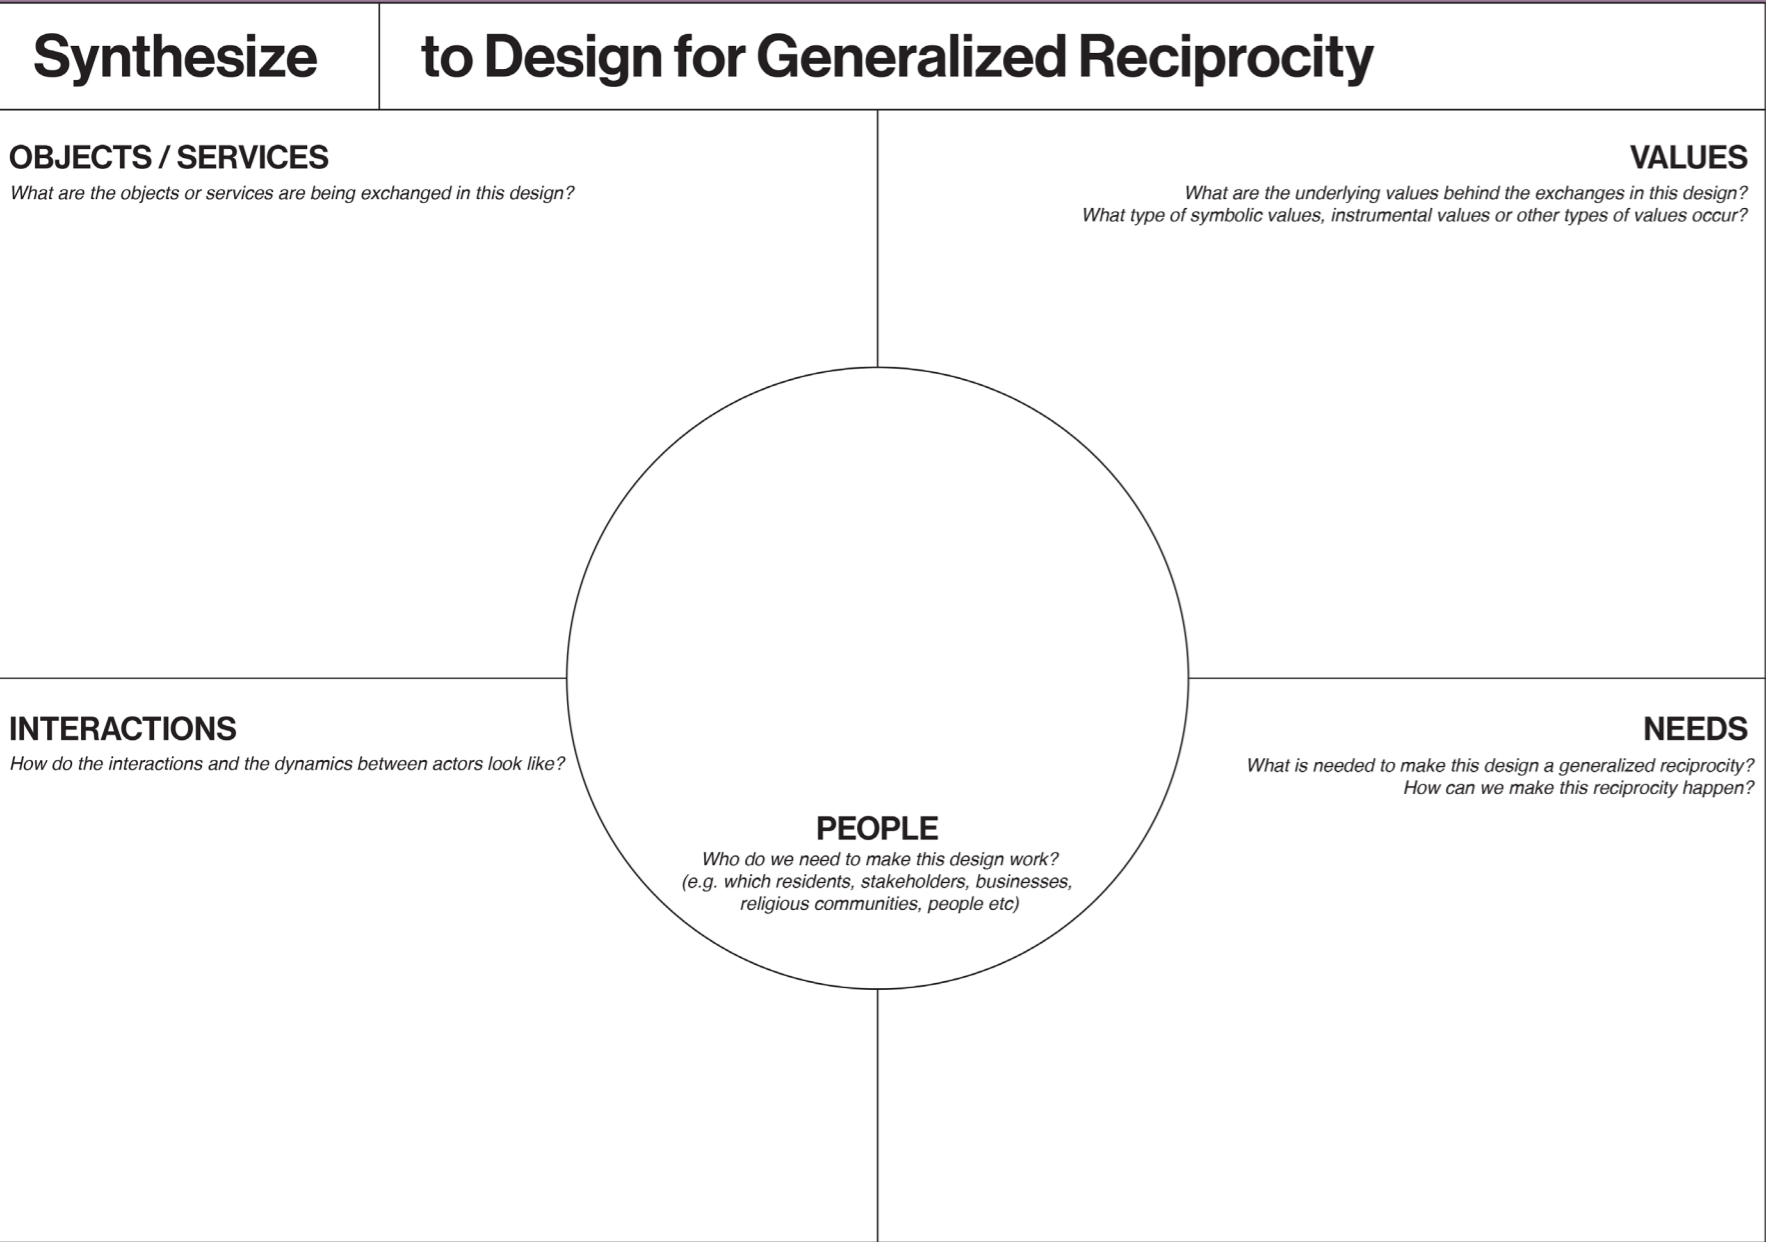 Synthesize to Design for Generalized Reciprocity
OBJECTS / SERVICES
What are the objects or services are being exchanged in this design?
VALUES
What are the underlying values behind the exchanges in this design?
What type of symbolic values, instrumental values or other types of values occur?
INTERACTIONS
How do the interactions and the dynamics between actors look like?
NEEDS
What is needed to make this design a generalized reciprocity?
How can we make this reciprocity happen?
PEOPLE
Who do we need to make this design work?
(e.g. which residents, stakeholders, businesses,
religious communities, people etc)